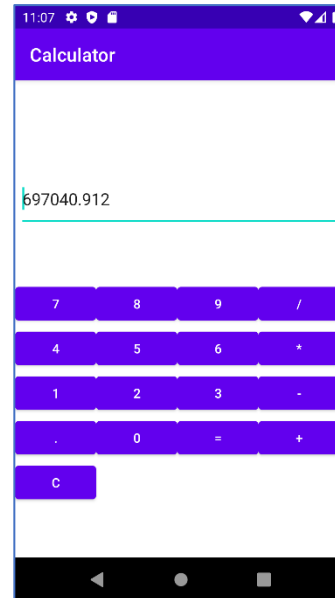 11:07
Calculator
697040.912
7 8 9 /
4 5 6 *
1 2 3 -
. 0 = +
C